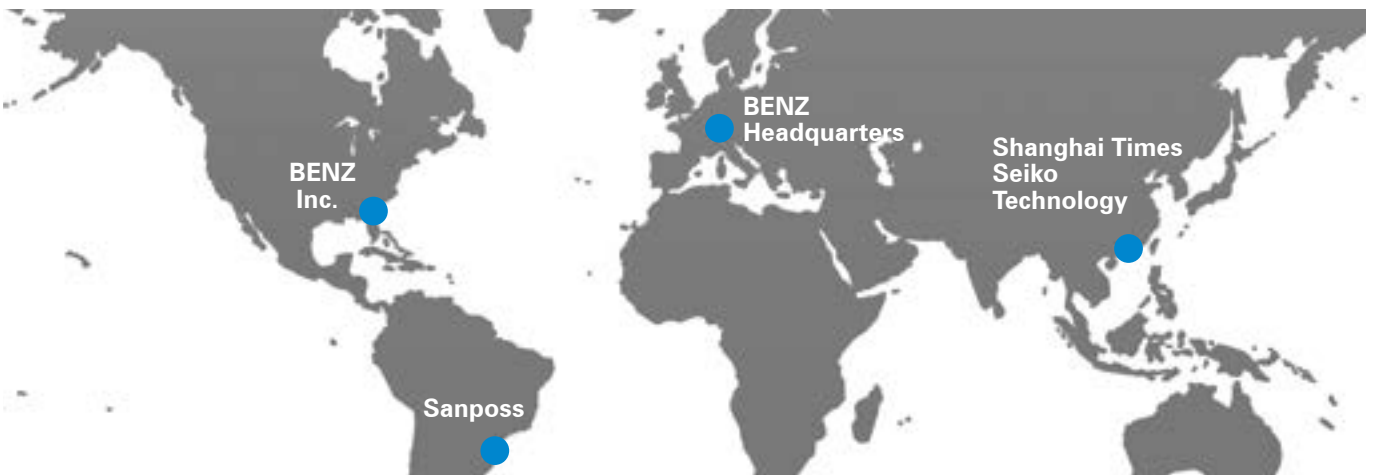 BENZ
Headquarters
Shanghai Times
Seiko
Technology
BENZ
Inc.
Sanposs